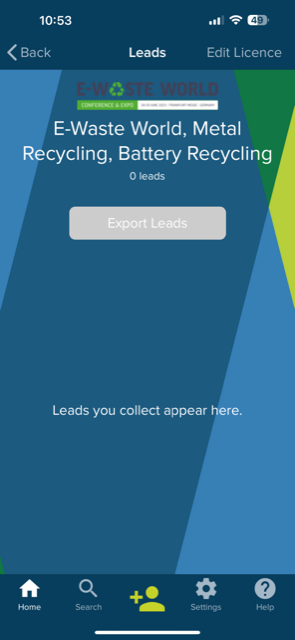 10:53
49
Back
Leads
Edit Licence
E-WASTE WORLD
CONFERENCE & EXPO
E-Waste World, Metal
Recycling, Battery Recycling
0 leads
Export Leads
Leads you collect appear here.
Home
Search
Settings
Help